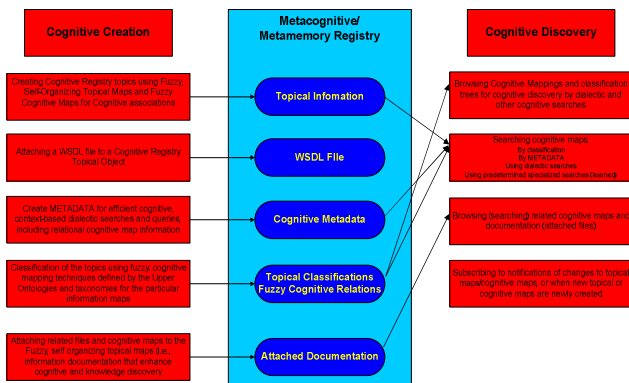 Cognitive Creation
Metacognitive/
Metamemory Registry
Cognitive Discovery
Creating Cognitive Registry topics using Fuzzy,
Self-Organizing Topical Maps and Fuzzy
Cognitive Maps for Cognitive associations
Topical Infomation
Browsing Cognitive Mappings and classification
trees for cognitive discovery by dialectic and
other cognitive searches
Attaching a WSDL file to a Cognitive Registry
Topical Object
WSDL FIle
Searching cognitive maps
By classification
By METADATA
Using dialectic searches
Using predetermined specialized searches(learned)
Create METADATA for efficient cognitive,
context-based dialectic searches and queries,
including relational cognitive map information
Cognitive Metadata
Browsing (searching) related cognitive maps and
documentation (attached files)
Classification of the topics using fuzzy cognitive
mapping techniques defined by the Upper
Ontologies and taxonomies for the particular
information maps
Topical Classifications
Fuzzy Cognitive Relations
Subscribing to notifications of changes to topical
maps/cognitive maps, or when new topical or
cognitive maps are newly created
Attaching related files and cognitive maps to the
Fuzzy, self organizing topical maps (i.e.,
information documentation that enhance
cognitive and knowledge discovery
Attached Documentation